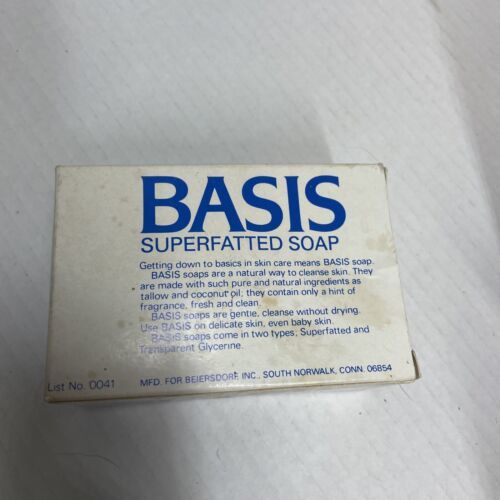 BASIS
SUPERFATTED SOAP
Getting down to basics in skin care means BASIS soap.
BASIS soaps are a natural way to cleanse skin. They
are made with such pure and natural ingredients as
tallow and coconut oil; they contain only a hint of
fragrance, fresh and clean.
BASIS soaps are gentle, cleanse without drying.
Use BASIS on delicate skin, even baby skin.
BASIS soaps come in two types; Superfatted and
Transparent Glycerine.
List No. 0041
MFD. FOR BEIERSDORF, INC., SOUTH NORWALK, CONN. 06854